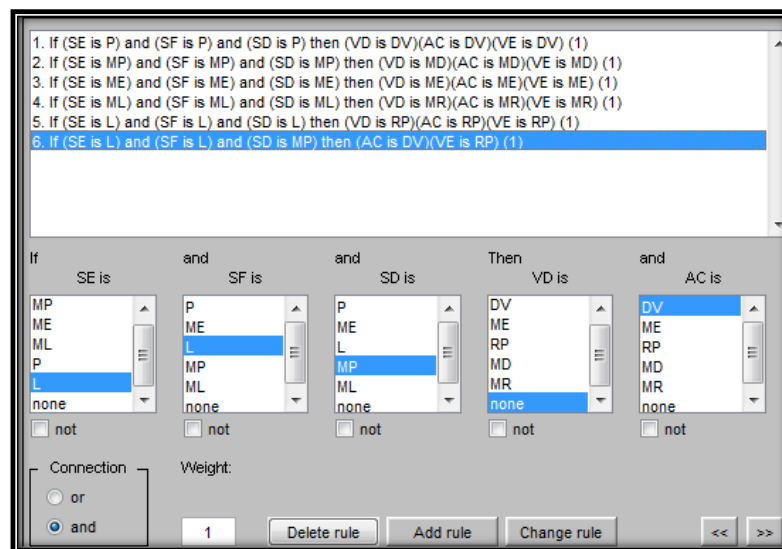 1. If (SE is P) and (SF is P) and (SD is P) then (VD is DV)(AC is DV)(VE is DV) (1)
2. If (SE is MP) and (SF is MP) and (SD is MP) then (VD is MD)(AC is MD)(VE is MD) (1)
3. If (SE is ME) and (SF is ME) and (SD is ME) then (VD is ME)(AC is ME)(VE is ME) (1)
4. If (SE is ML) and (SF is ML) and (SD is ML) then (VD is MR)(AC is MR)(VE is MR) (1)
5. If (SE is L) and (SF is L) and (SD is L) then (VD is RP)(AC is RP)(VE is RP) (1)
6. If (SE is L) and (SF is L) and (SD is MP) then (AC is DV)(VE is RP) (1)
If and and Then and
SE is SF is SD is VD is AC is
MP P P DV DV
ME ME ME ME ME
ML L L RP RP
P MP MP MD MD
L ML ML MR MR
none none none none none
not not not not not
Connection Weight:
or
and 1 Delete rule Add rule Change rule << >>